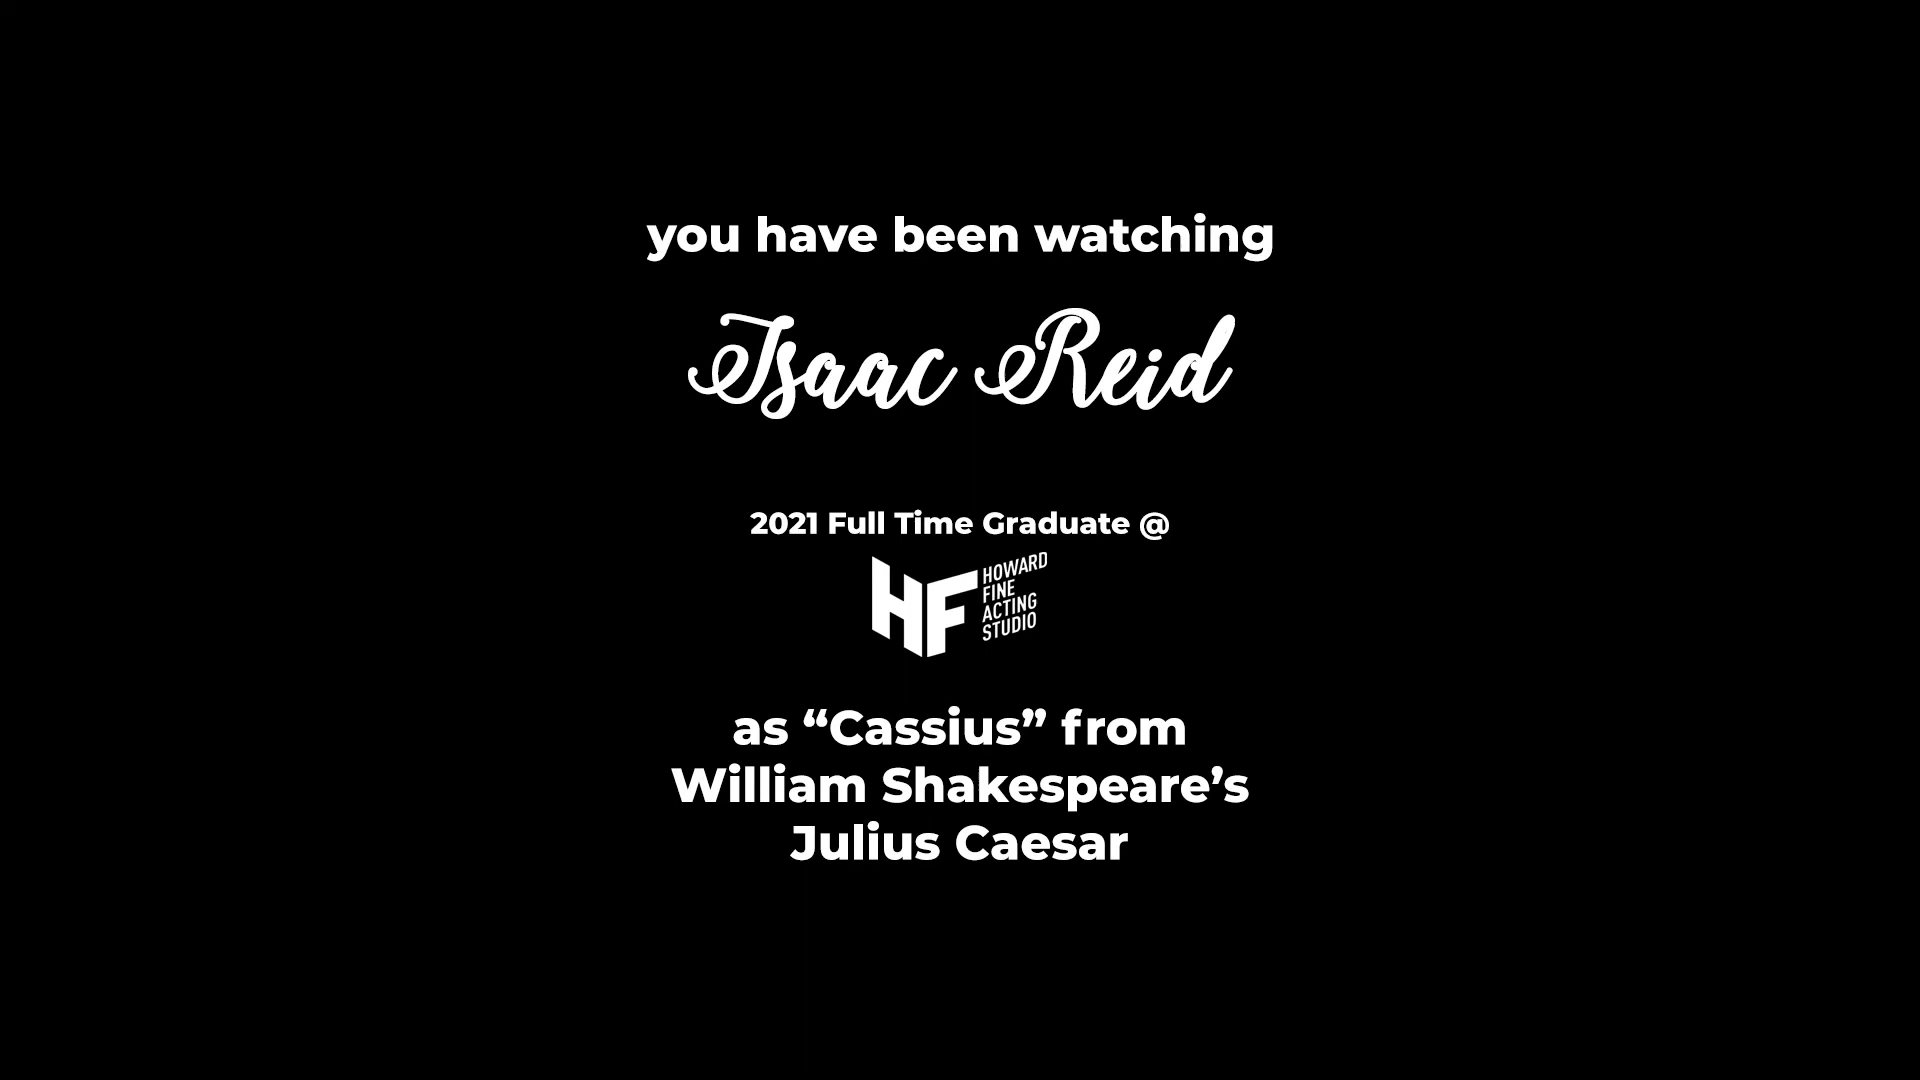 you have been watching
Isaac Reid
2021 Full Time Graduate @
HF
HOWARD
FINE
ACTING
STUDIO
as “Cassius” from
William Shakespeare’s
Julius Caesar